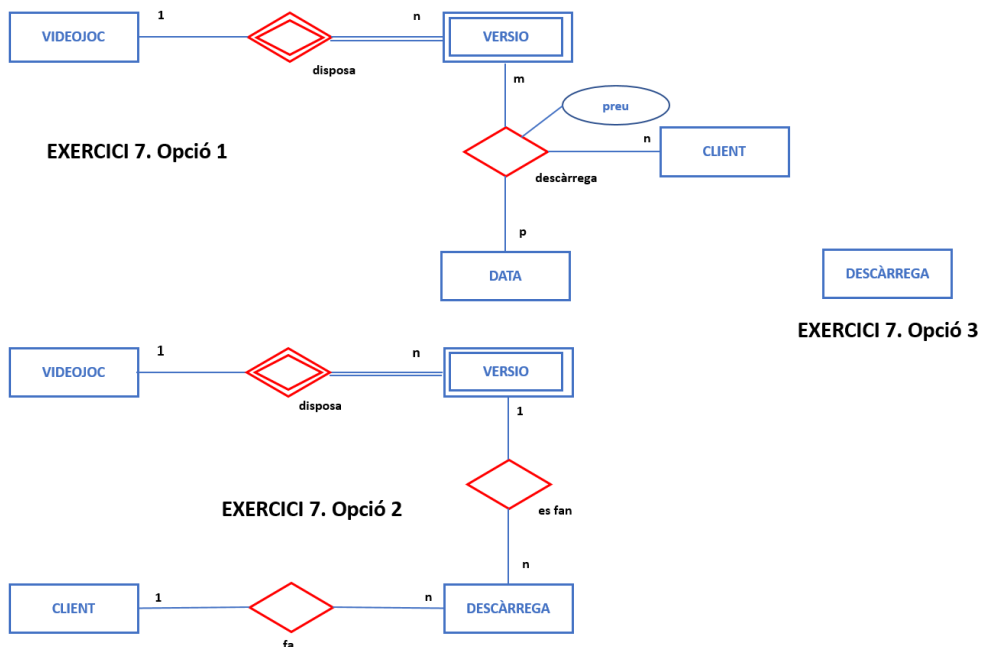 1
n
VIDEOJOC
VERSIO
disposa
m
preu
EXERCICI 7. Opció 1
n
CLIENT
descàrrega
p
DATA
DESCÀRREGA
EXERCICI 7. Opció 3
1
n
VIDEOJOC
VERSIO
disposa
1
EXERCICI 7. Opció 2
es fan
n
CLIENT
1
n
DESCÀRREGA
fa